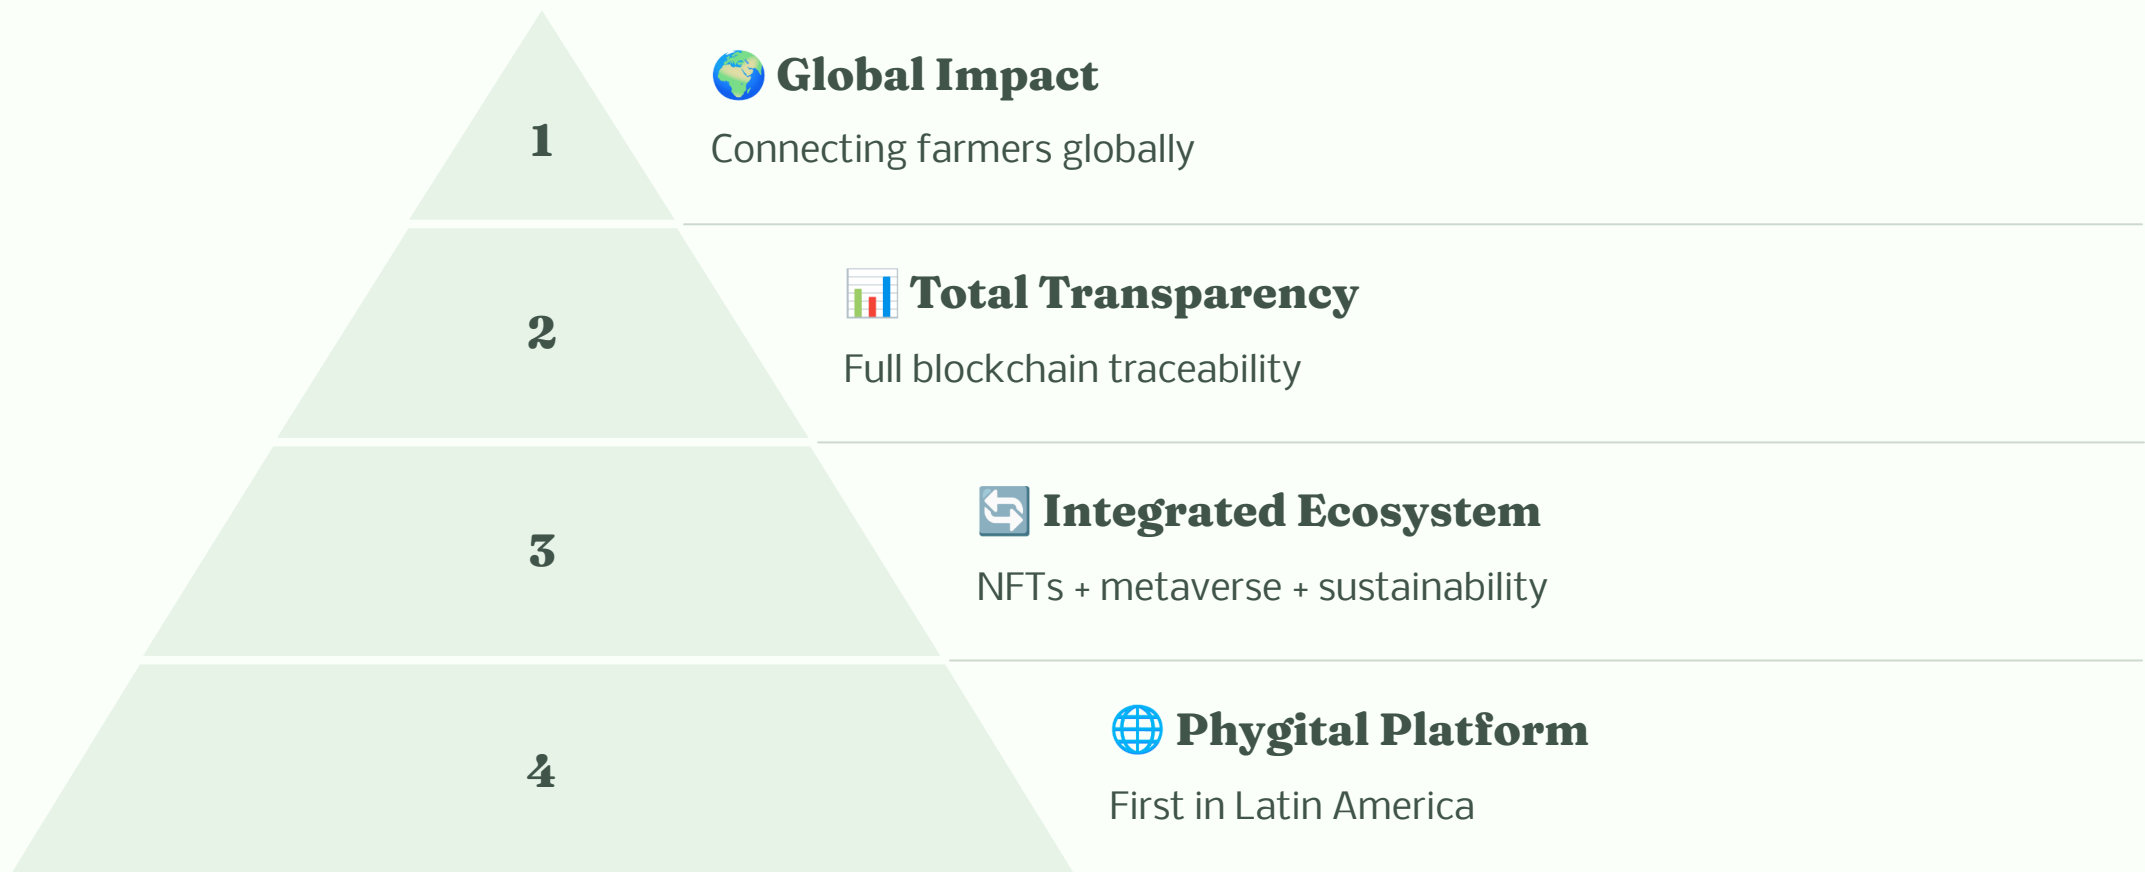 1
🌍 Global Impact
Connecting farmers globally
2
📊 Total Transparency
Full blockchain traceability
3
🔄 Integrated Ecosystem
NFTs + metaverse + sustainability
4
🌐 Phygital Platform
First in Latin America